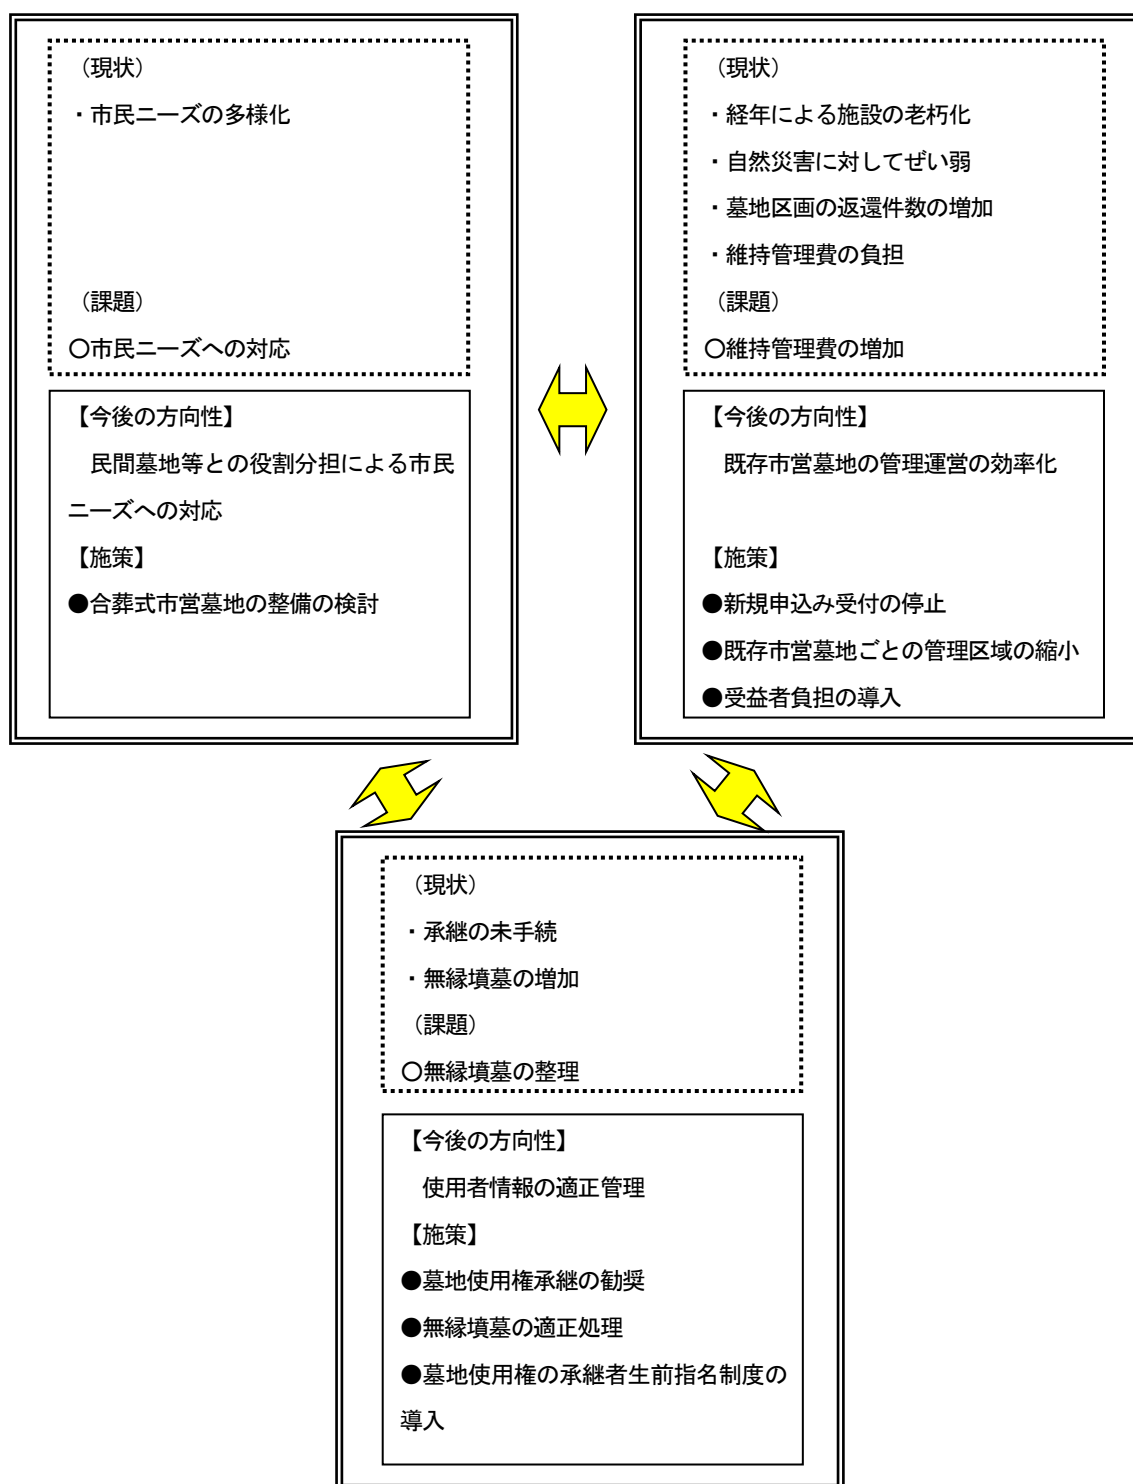 （現状）
・市民ニーズの多様化
（課題）
〇市民ニーズへの対応
【今後の方向性】
　民間墓地等との役割分担による市民
ニーズへの対応
【施策】
●合葬式市営墓地の整備の検討
（現状）
・経年による施設の老朽化
・自然災害に対してぜい弱
・墓地区画の返還件数の増加
・維持管理費の負担
（課題）
〇維持管理費の増加
【今後の方向性】
　既存市営墓地の管理運営の効率化
【施策】
●新規申込み受付の停止
●既存市営墓地ごとの管理区域の縮小
●受益者負担の導入
（現状）
・承継の未手続
・無縁墳墓の増加
（課題）
〇無縁墳墓の整理
【今後の方向性】
　使用者情報の適正管理
【施策】
●墓地使用権承継の勧奨
●無縁墳墓の適正処理
●墓地使用権の承継者生前指名制度の
導入